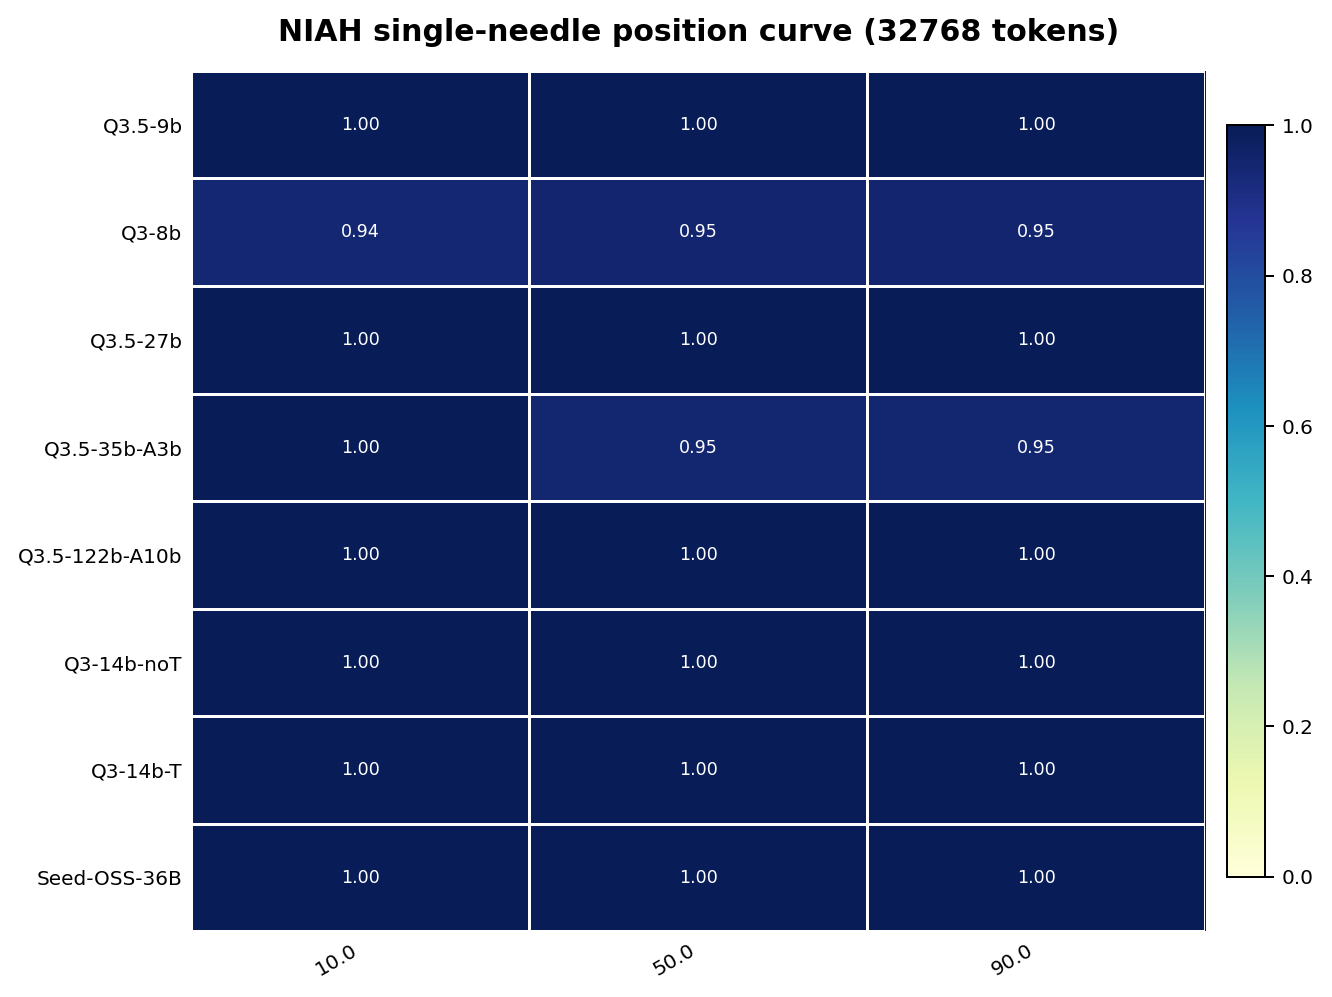 NIAH single-needle position curve (32768 tokens)
Q3.5-9b 1.00 1.00 1.00
Q3-8b 0.94 0.95 0.95
Q3.5-27b 1.00 1.00 1.00
Q3.5-35b-A3b 1.00 0.95 0.95
Q3.5-122b-A10b 1.00 1.00 1.00
Q3-14b-noT 1.00 1.00 1.00
Q3-14b-T 1.00 1.00 1.00
Seed-OSS-36B 1.00 1.00 1.00
10.0 50.0 90.0
1.0
0.8
0.6
0.4
0.2
0.0